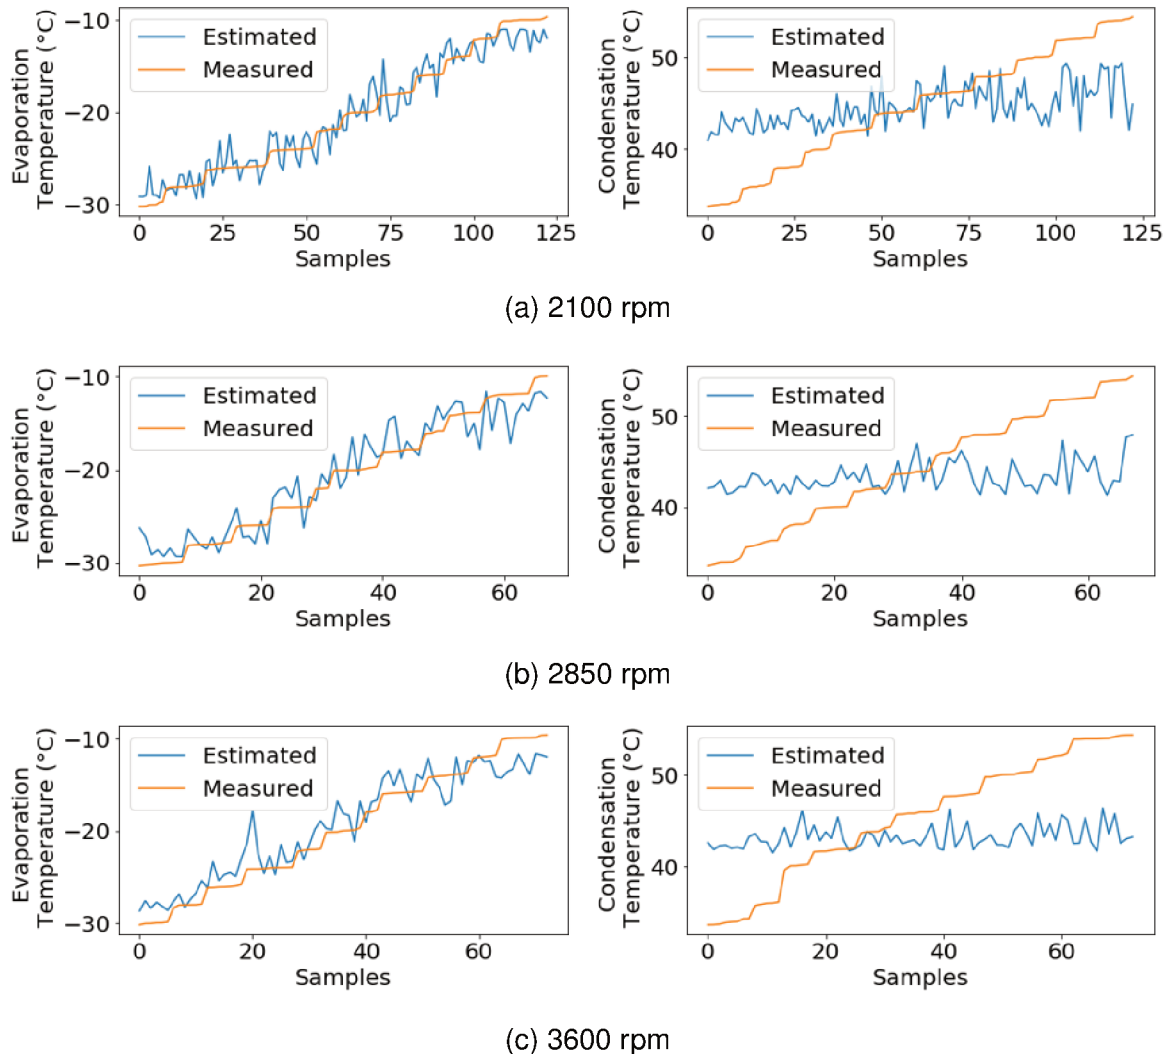 Evaporation
Temperature (°C)
−10
−20
−30
Estimated
Measured
0 25 50 75 100 125
Samples
Condensation
Temperature (°C)
50
40
Estimated
Measured
0 25 50 75 100 125
Samples
(a) 2100 rpm
Evaporation
Temperature (°C)
−10
−20
−30
Estimated
Measured
0 20 40 60
Samples
Condensation
Temperature (°C)
50
40
Estimated
Measured
0 20 40 60
Samples
(b) 2850 rpm
Evaporation
Temperature (°C)
−10
−20
−30
Estimated
Measured
0 20 40 60
Samples
Condensation
Temperature (°C)
50
40
Estimated
Measured
0 20 40 60
Samples
(c) 3600 rpm